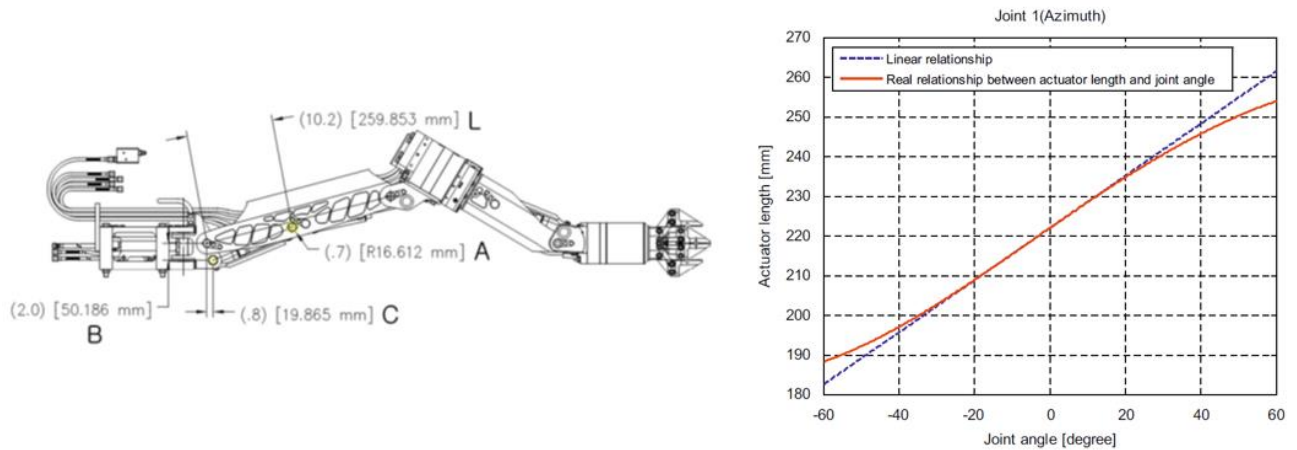 (10.2) [259.853 mm] L
(.7) [R16.612 mm] A
(2.0) [50.186 mm]
B
(.8) [19.865 mm] C
Joint 1(Azimuth)
Linear relationship
Real relationship between actuator length and joint angle
Actuator length [mm]
270
260
250
240
230
220
210
200
190
180
-60 -40 -20 0 20 40 60
Joint angle [degree]